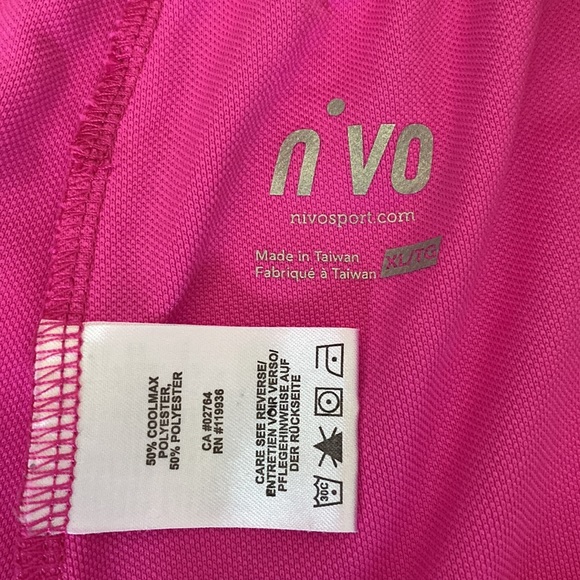 nivo
nivosport.com
Made in Taiwan
Fabriqué à Taiwan
50% COOLMAX
POLYESTER,
50% POLYESTER
CA #02764
RN #119936
CARE SEE REVERSE/
ENTRETIEN VOIR VERSO/
PFLEGEHINWEISE AUF
DER RÜCKSEITE
30C